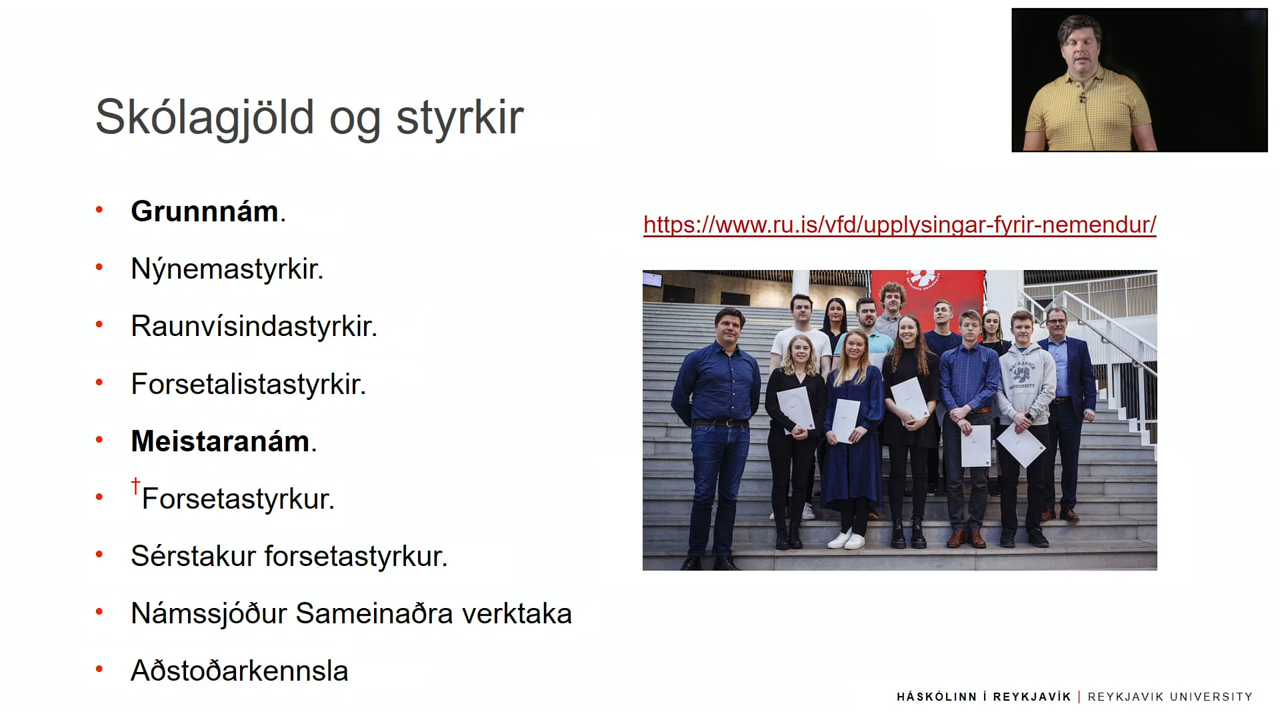 Skólagjöld og styrkir
• Grunnnám.
• Nýnemastyrkir.
• Raunvísindastyrkir.
• Forsetalistastyrkir.
• Meistaranám.
• †Forsetastyrkur.
• Sérstakur forsetastyrkur.
• Námssjóður Sameinaðra verktaka
• Aðstoðarkennsla
https://www.ru.is/vfd/upplysingar-fyrir-nemendur/
HÁSKÓLINN Í REYKJAVÍK | REYKJAVIK UNIVERSITY